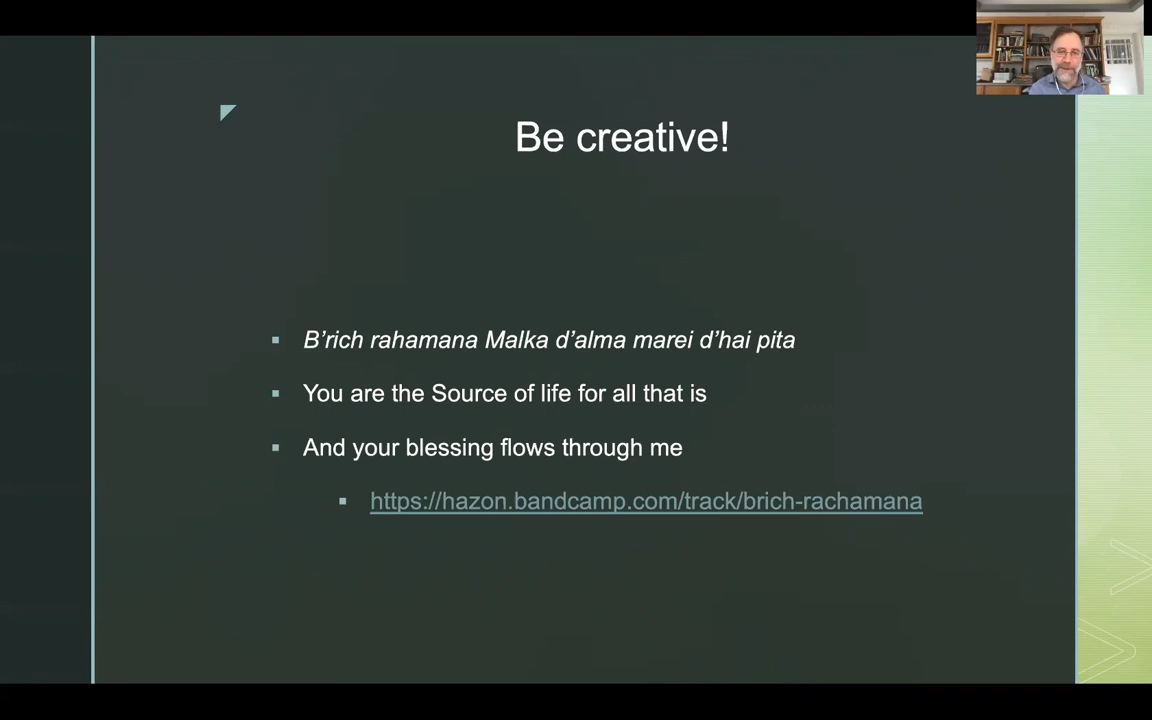 Be creative!
B’rich rahamana Malka d’alma marei d’hai pita
You are the Source of life for all that is
And your blessing flows through me
https://hazon.bandcamp.com/track/brich-rachamana